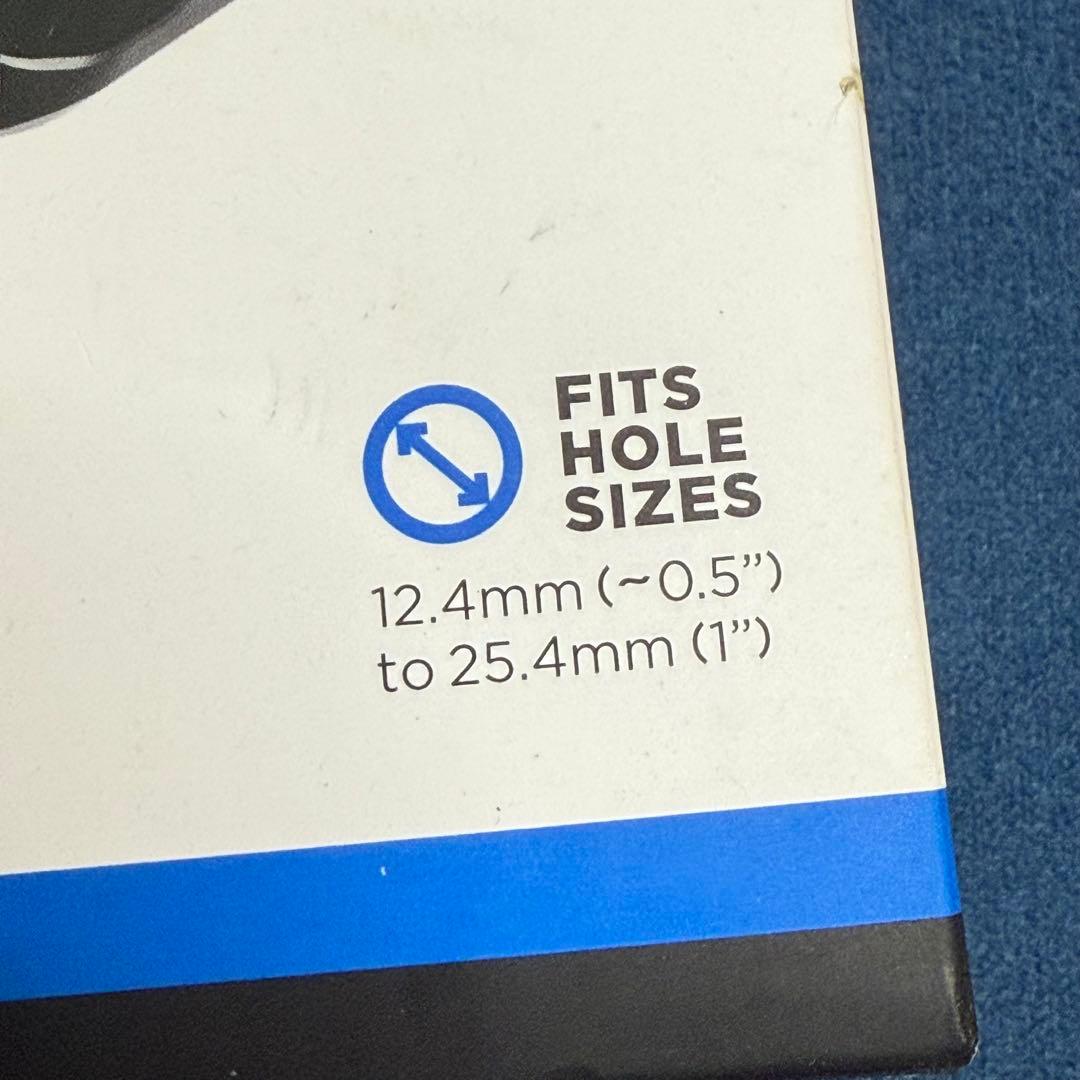 FITS
HOLE
SIZES
12.4mm (~0.5”)
to 25.4mm (1”)